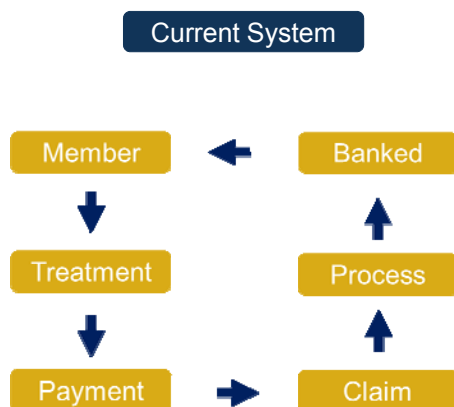 Current System
Member
Banked
Treatment
Process
Payment
Claim